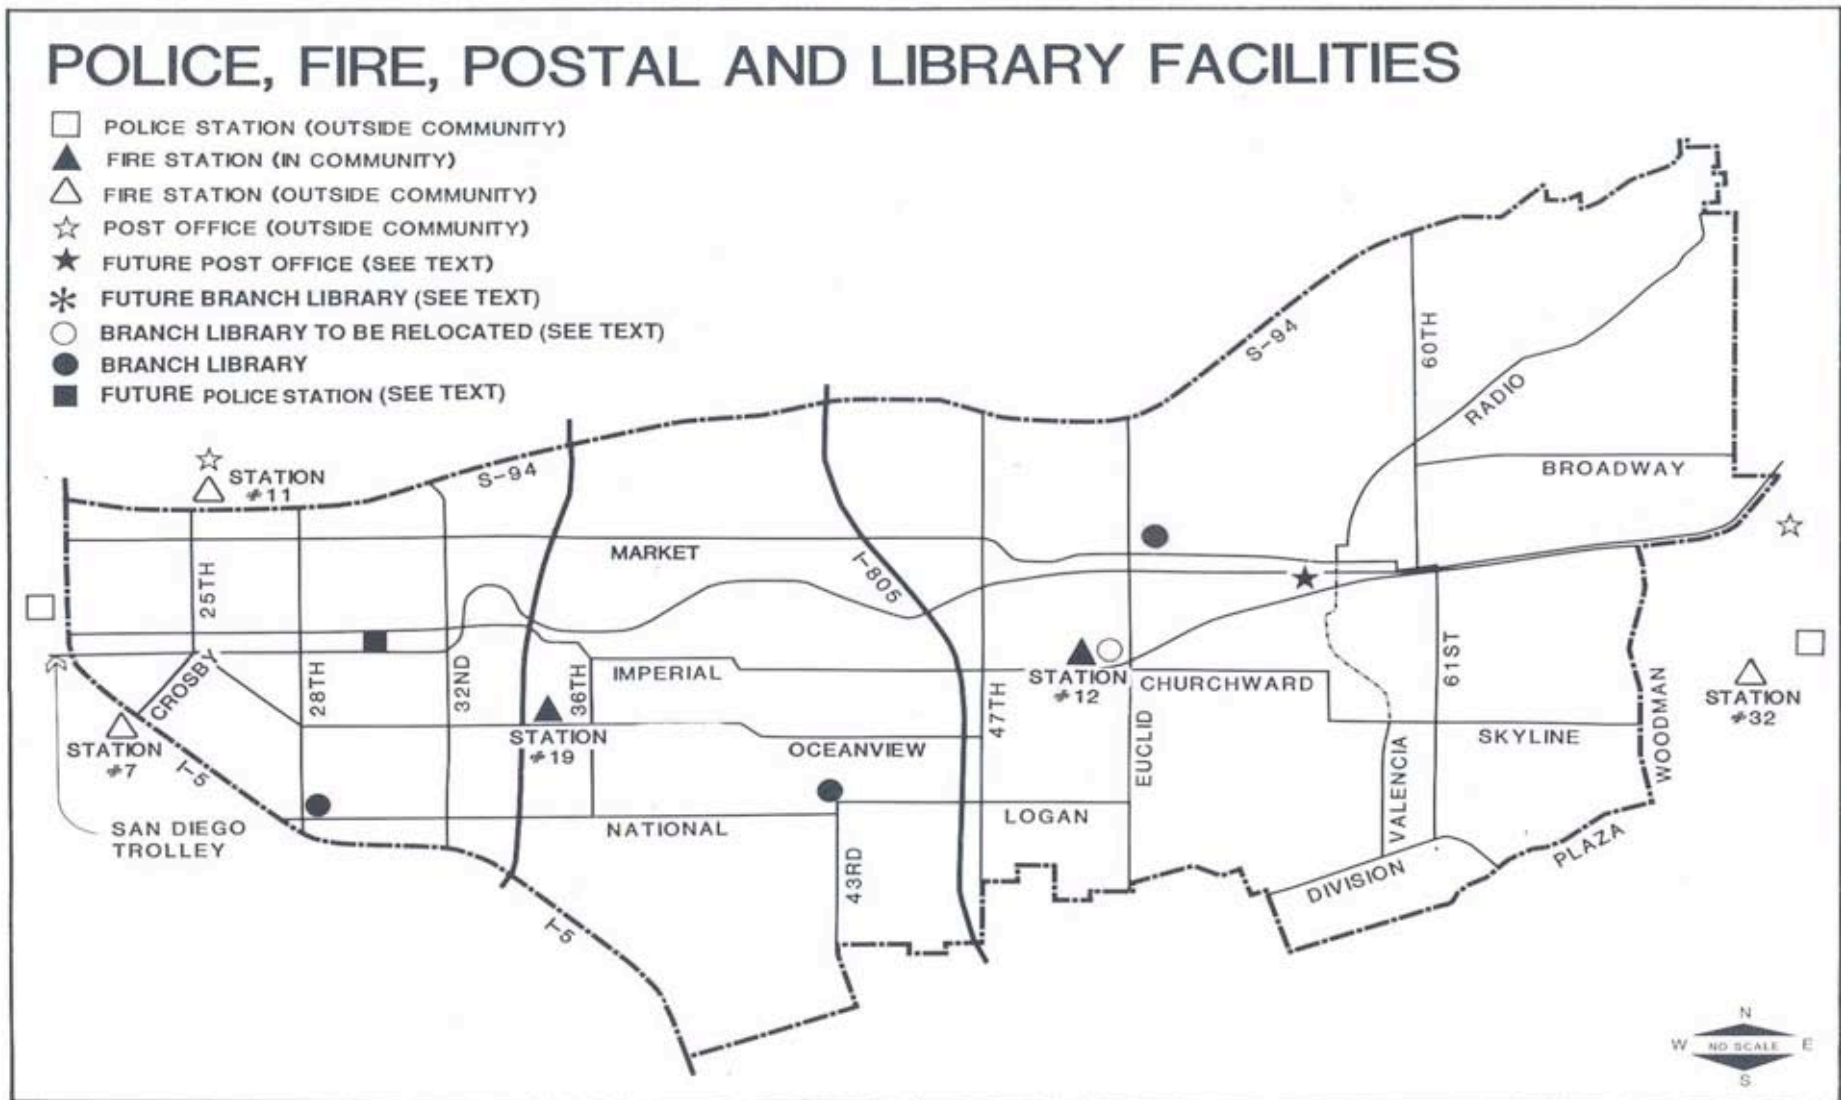 POLICE, FIRE, POSTAL AND LIBRARY FACILITIES
POLICE STATION (OUTSIDE COMMUNITY)
FIRE STATION (IN COMMUNITY)
FIRE STATION (OUTSIDE COMMUNITY)
POST OFFICE (OUTSIDE COMMUNITY)
FUTURE POST OFFICE (SEE TEXT)
FUTURE BRANCH LIBRARY (SEE TEXT)
BRANCH LIBRARY TO BE RELOCATED (SEE TEXT)
BRANCH LIBRARY
FUTURE POLICE STATION (SEE TEXT)
S-94
60TH
RADIO
BROADWAY
S-94
STATION
#11
MARKET
I-805
25TH
CROSBY
28TH
32ND
36TH
IMPERIAL
47TH
STATION
#12
CHURCHWARD
61ST
WOODMAN
STATION
#32
STATION
#7
I-5
STATION
#19
OCEANVIEW
EUCLID
SKYLINE
VALENCIA
SAN DIEGO
TROLLEY
NATIONAL
LOGAN
43RD
DIVISION
PLAZA
I-5
N
W NO SCALE E
S